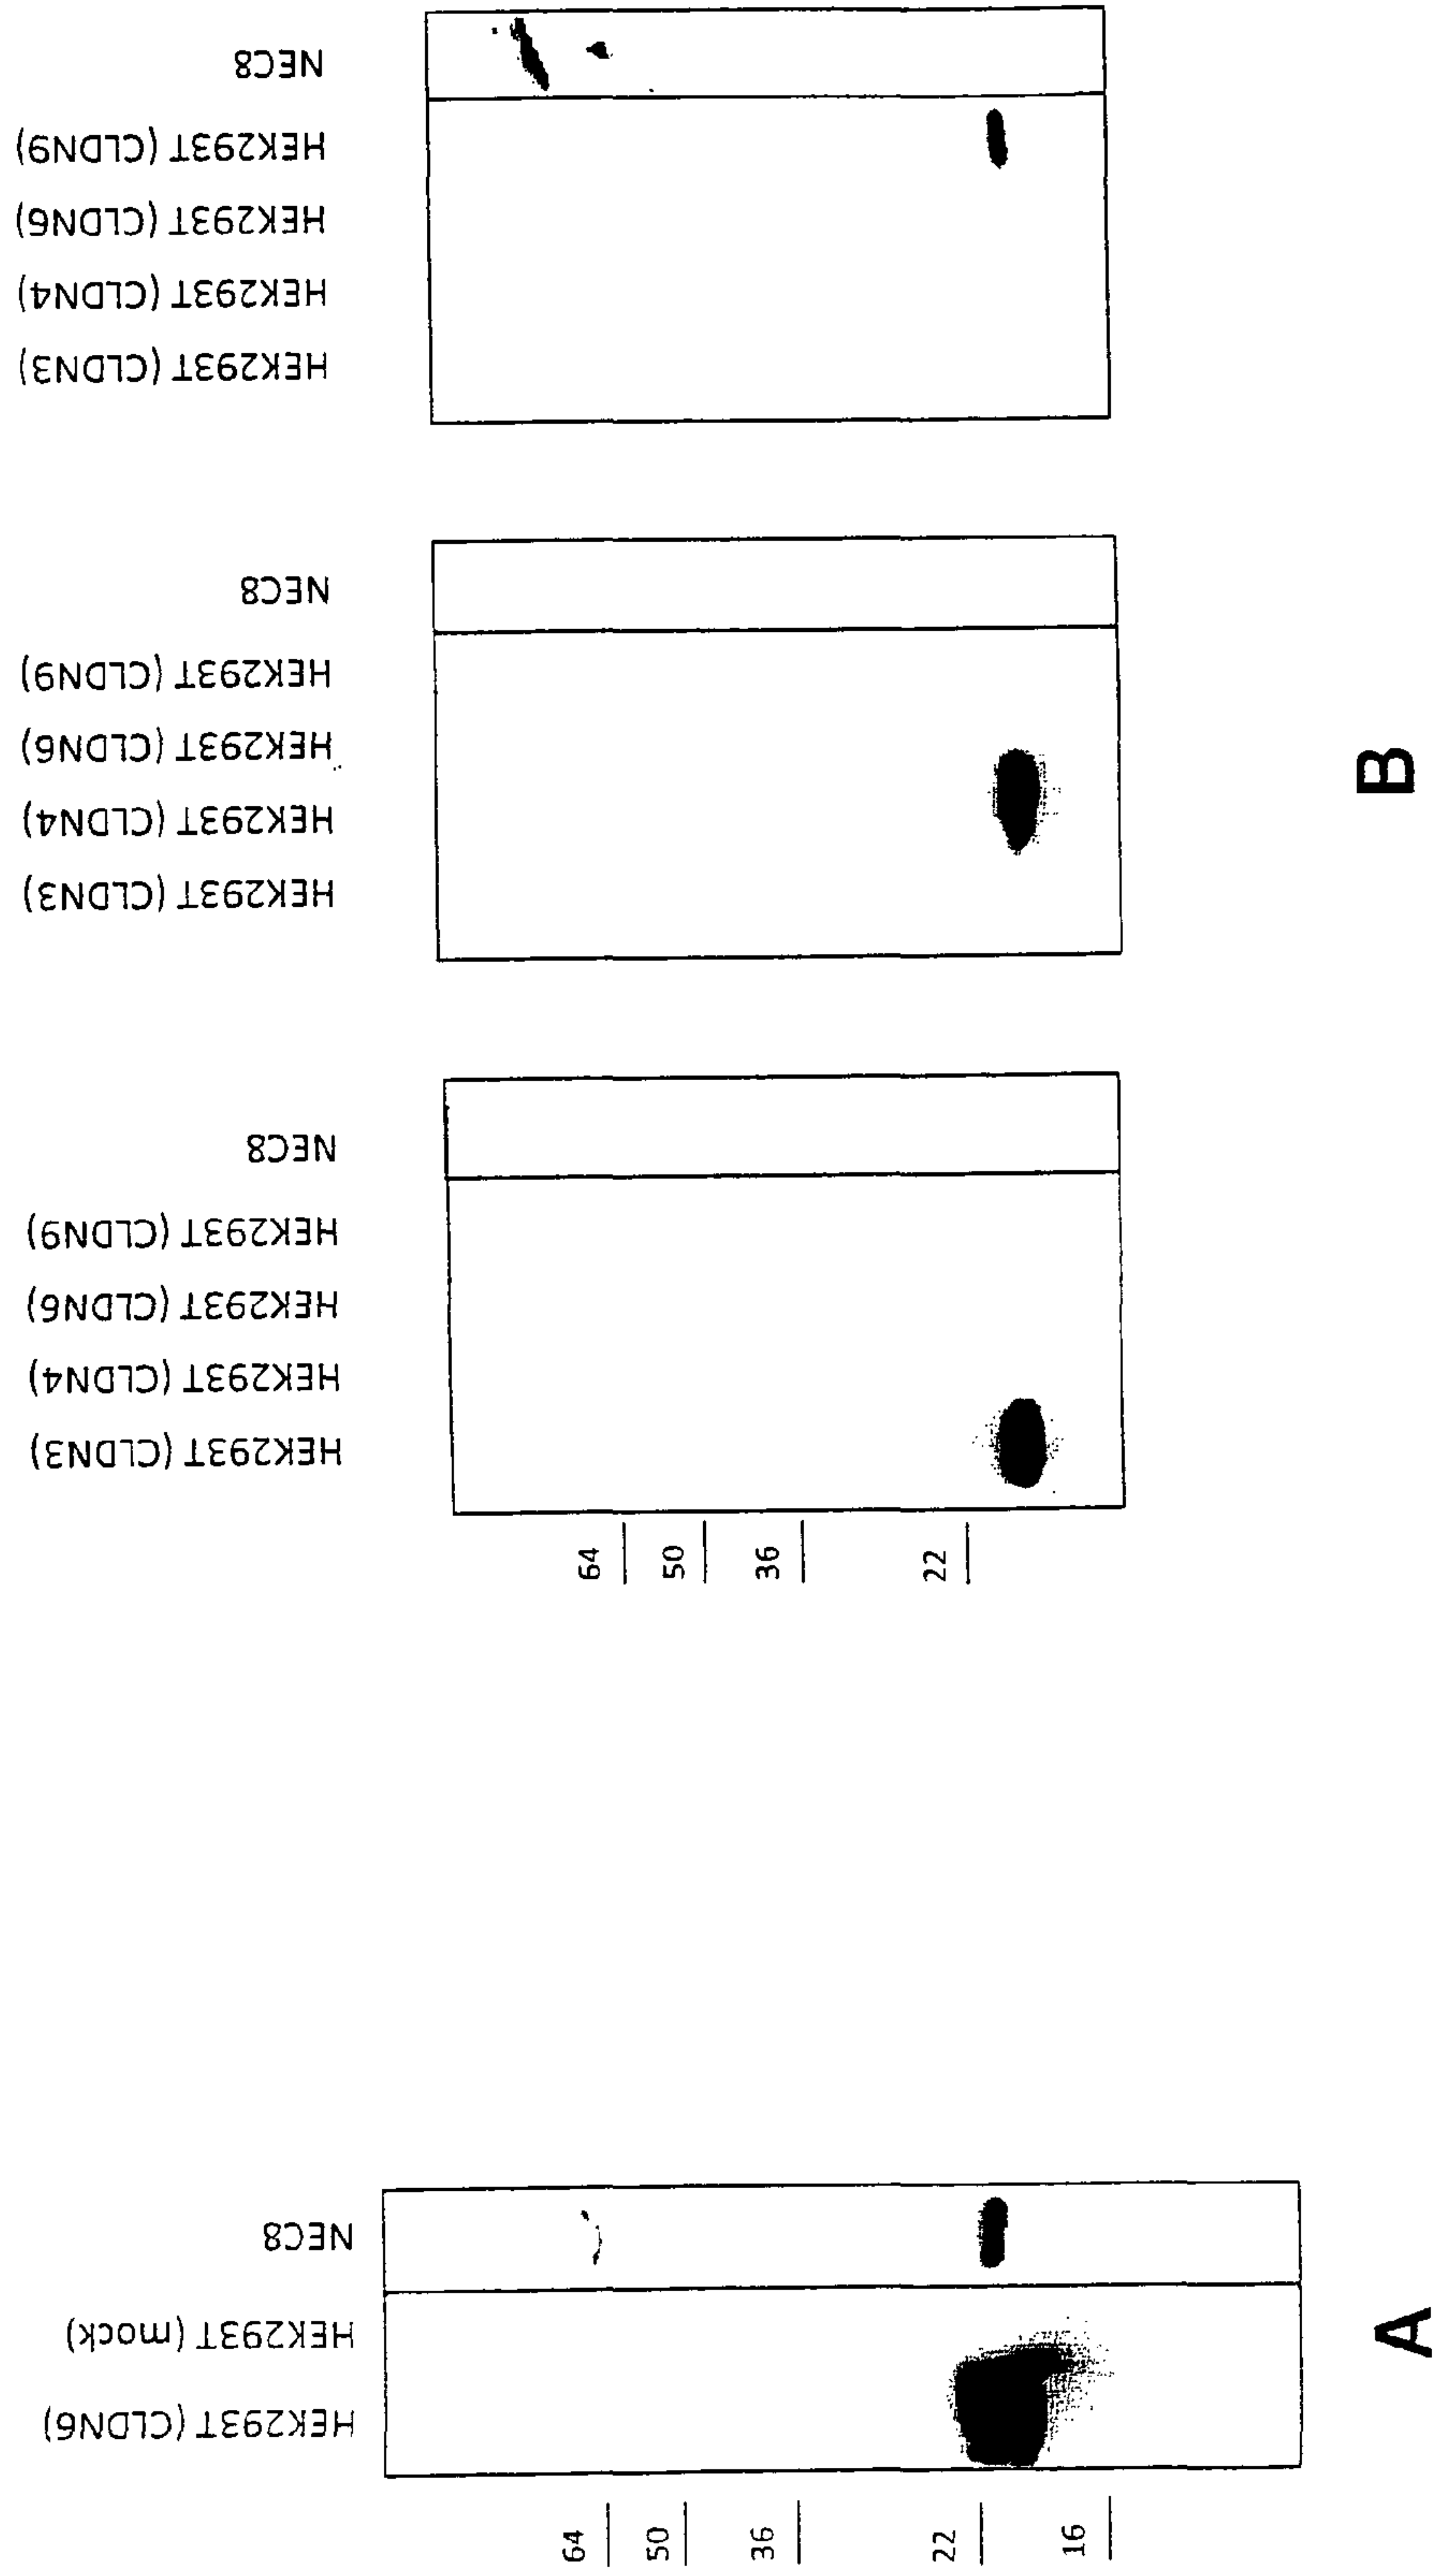 HEK293T (CLDN6)
HEK293T (mock)
NEC8
64
50
36
22
16
A
HEK293T (CLDN3)
HEK293T (CLDN4)
HEK293T (CLDN6)
HEK293T (CLDN9)
NEC8
64
50
36
22
HEK293T (CLDN3)
HEK293T (CLDN4)
HEK293T (CLDN6)
HEK293T (CLDN9)
NEC8
HEK293T (CLDN3)
HEK293T (CLDN4)
HEK293T (CLDN6)
HEK293T (CLDN9)
NEC8
B